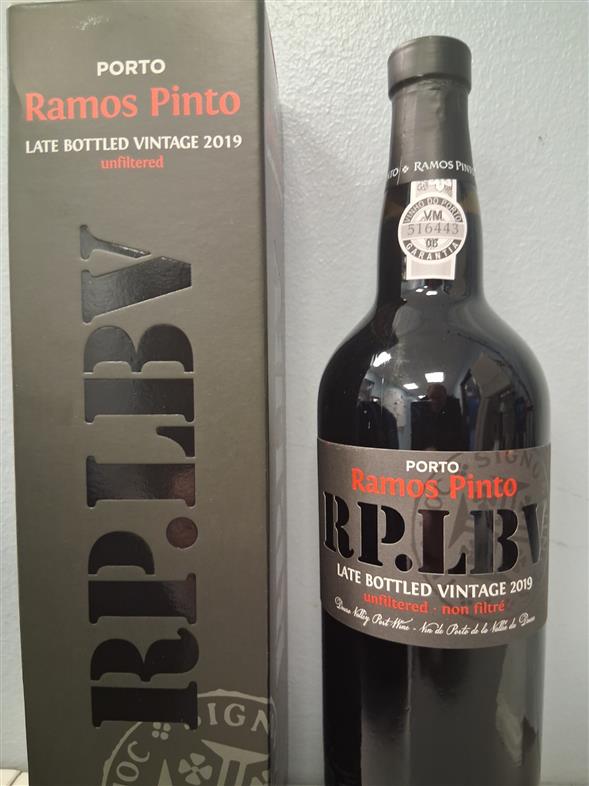 PORTO
Ramos Pinto
LATE BOTTLED VINTAGE 2019
unfiltered
RP.LBV
SIGNO
RAMOS PINTO
VINHO DO PORTO
VM
516443
06
GARANTIA
PORTO
Ramos Pinto
RP.LBV
LATE BOTTLED VINTAGE 2019
unfiltered - non filtré
Douro Valley Port Wine - Vin de Porto de la Vallée du Douro